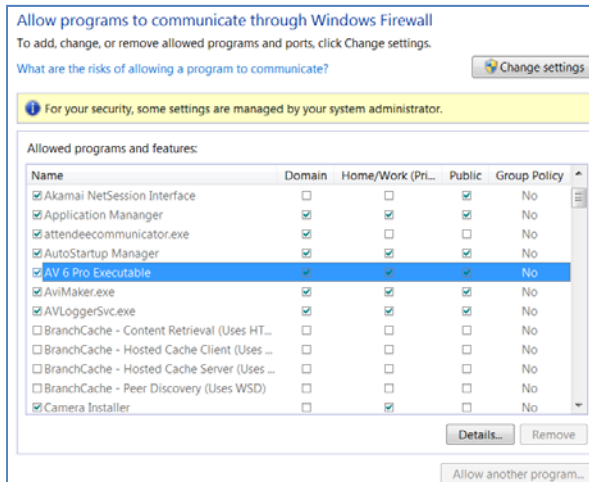 Allow programs to communicate through Windows Firewall
To add, change, or remove allowed programs and ports, click Change settings.
What are the risks of allowing a program to communicate?
Change settings
For your security, some settings are managed by your system administrator.
Allowed programs and features:
Name Domain Home/Work (Pri... Public Group Policy
Akamai NetSession Interface No
Application Mananger No
attendeecommunicator.exe No
AutoStartup Manager No
AV 6 Pro Executable No
AviMaker.exe No
AVLoggerSvc.exe No
BranchCache - Content Retrieval (Uses HT... No
BranchCache - Hosted Cache Client (Uses ... No
BranchCache - Hosted Cache Server (Uses ... No
BranchCache - Peer Discovery (Uses WSD) No
Camera Installer No
Details... Remove
Allow another program...